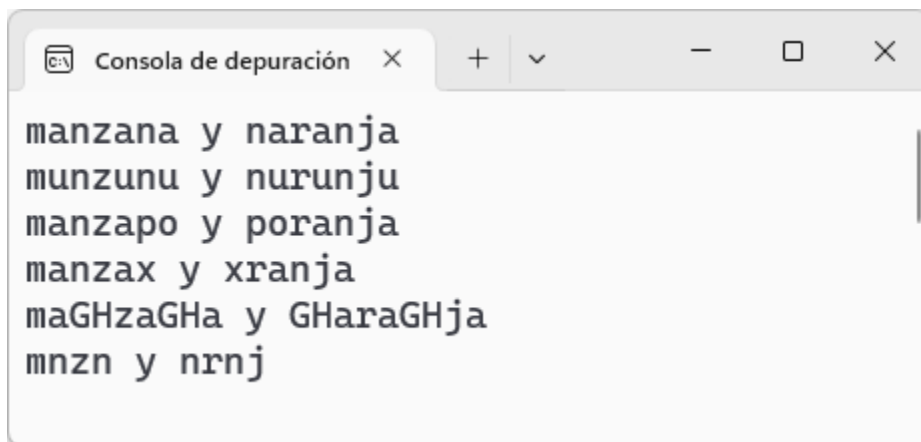 Consola de depuración
manzana y naranja
munzunu y nurunju
manzapo y poranja
manzax y xranja
maGHzaGHa y GHaraGHja
mnzn y nrnj